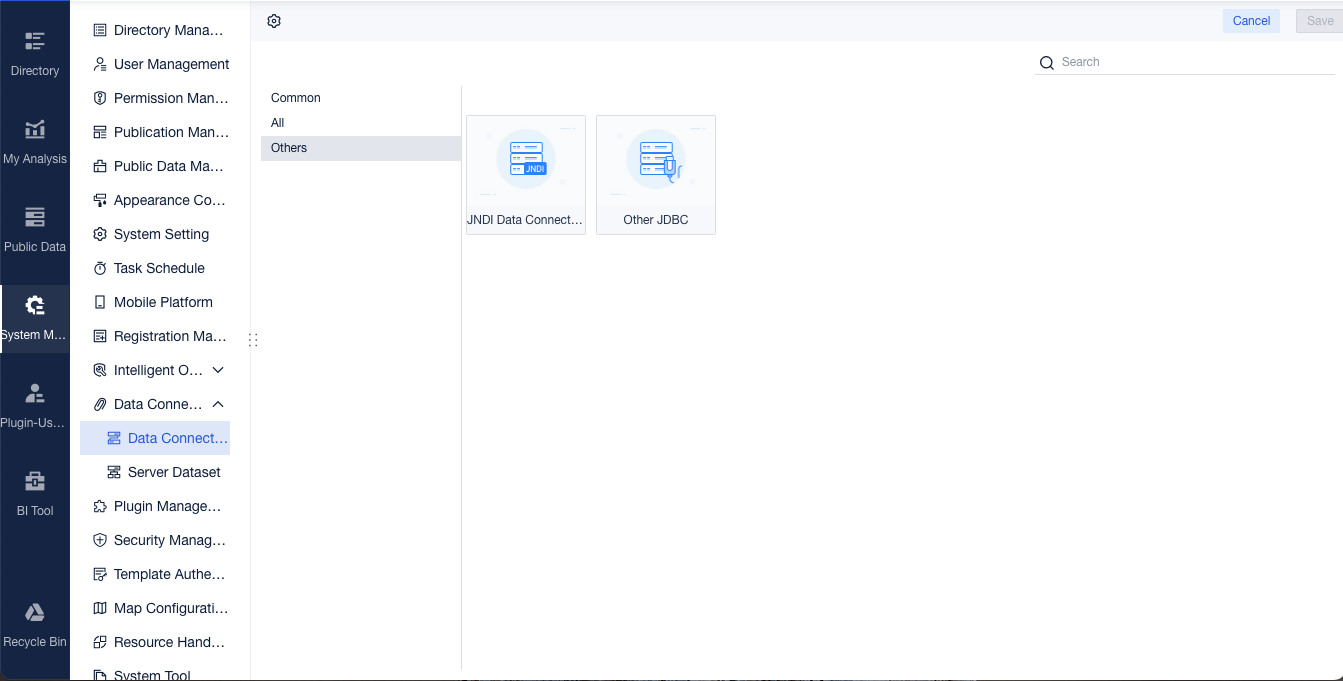 Directory
My Analysis
Public Data
System M...
Plugin-Us...
BI Tool
Recycle Bin
Directory Mana...
User Management
Permission Man...
Publication Man...
Public Data Ma...
Appearance Co...
System Setting
Task Schedule
Mobile Platform
Registration Ma...
Intelligent O...
Data Conne...
Data Connect...
Server Dataset
Plugin Manage...
Security Manag...
Template Authe...
Map Configurati...
Resource Hand...
System Tool
Cancel
Save
Search
Common
All
Others
JNDI
JNDI Data Connect...
Other JDBC